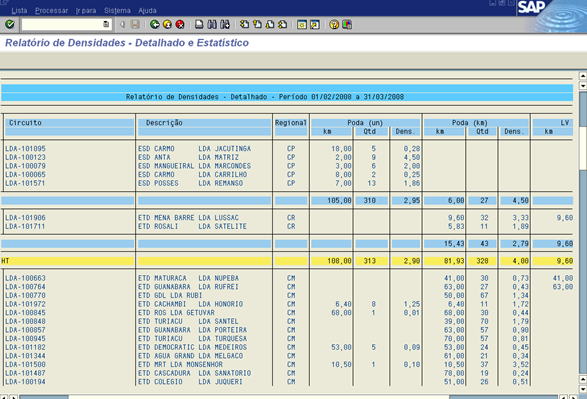 Lista Processar Ir para Sistema Ajuda
SAP
Relatório de Densidades - Detalhado e Estatístico
Relatório de Densidades - Detalhado - Período 01/02/2008 a 31/03/2008
Circuito Descrição Regional Poda (un) Poda (km) LV
km Qtd Dens. km Qtd Dens. km
LDA-101095 ESD CARMO LDA JACUTINGA CP 18,00 5 0,28
LDA-100123 ESD ANTA LDA MATRIZ CP 2,00 9 4,50
LDA-100079 ESD MANGUEIRAL LDA MARCONDES CP 3,00 6 2,00
LDA-100065 ESD CARMO LDA CARRILHO CP 8,00 2 0,25
LDA-101571 ESD POSSES LDA REMANSO CP 7,00 13 1,86
105,00 310 2,95 6,00 27 4,50
LDA-101906 ETD MENA BARRE LDA LUSSAC CR 9,60 32 3,33 9,60
LDA-101711 ETD ROSALI LDA SATELITE CR 5,83 11 1,89
15,43 43 2,79 9,60
HT 108,00 313 2,90 81,93 328 4,00 9,60
LDA-100663 ETD MATURACA LDA NUPEBA CM 41,00 30 0,73 41,00
LDA-100764 ETD GUANABARA LDA RUFREI CM 63,00 27 0,43 63,00
LDA-100770 ETD GDL LDA RUBI CM 50,00 67 1,34
LDA-101972 ETD CACHAMBI LDA HONORIO CM 6,40 8 1,25 6,40 11 1,72
LDA-100845 ETD ROS LDA GETUVAR CM 68,00 1 0,01 68,00 30 0,44
LDA-100848 ETD TURIACU LDA SANTEL CM 39,00 70 1,79
LDA-100857 ETD GUANABARA LDA PORTEIRA CM 63,00 57 0,90
LDA-100945 ETD TURIACU LDA TURQUESA CM 70,00 57 0,81
LDA-101182 ETD DEMOCRATIC LDA MEDEIROS CM 53,00 5 0,09 53,00 24 0,45
LDA-101344 ETD AGUA GRAND LDA MELGACO CM 61,00 21 0,34
LDA-101500 ETD MRT LDA MONSENHOR CM 10,50 1 0,10 10,50 37 3,52
LDA-101487 ETD CASCADURA LDA SANATORIO CM 78,00 19 0,24
LDA-100194 ETD COLEGIO LDA JUQUERI CM 51,00 26 0,51